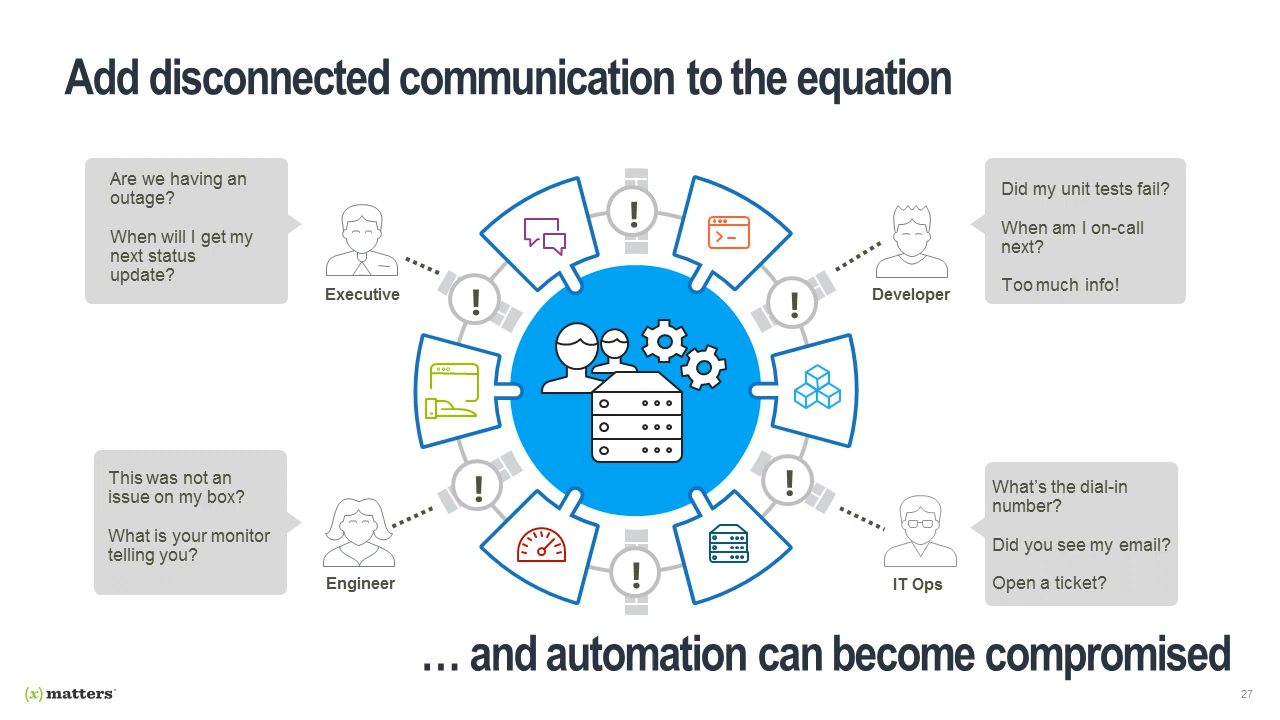 Add disconnected communication to the equation
Are we having an
outage?
When will I get my
next status
update?
Executive
Did my unit tests fail?
When am I on-call
next?
Too much info!
Developer
!
!
!
!
!
!
This was not an
issue on my box?
What is your monitor
telling you?
Engineer
What’s the dial-in
number?
Did you see my email?
Open a ticket?
IT Ops
… and automation can become compromised
(x) matters
27